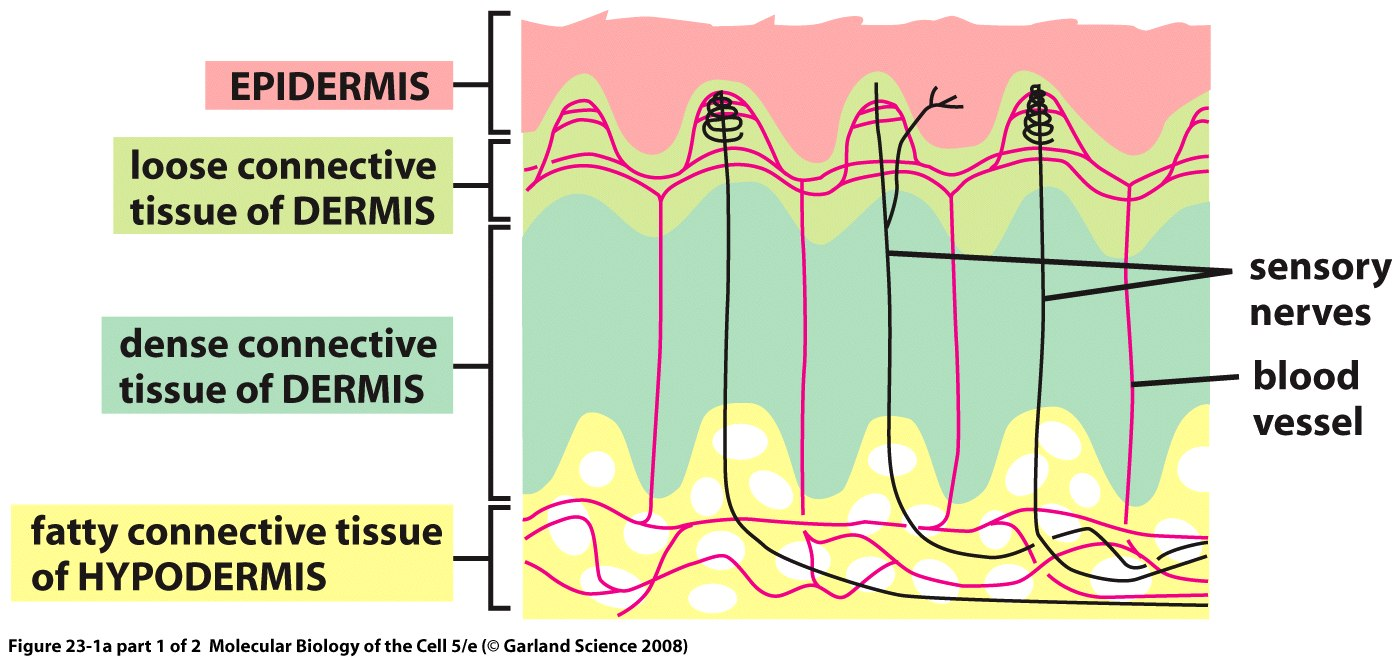 EPIDERMIS
loose connective
tissue of DERMIS
dense connective
tissue of DERMIS
fatty connective tissue
of HYPODERMIS
sensory
nerves
blood
vessel
Figure 23-1a part 1 of 2  Molecular Biology of the Cell 5/e (© Garland Science 2008)